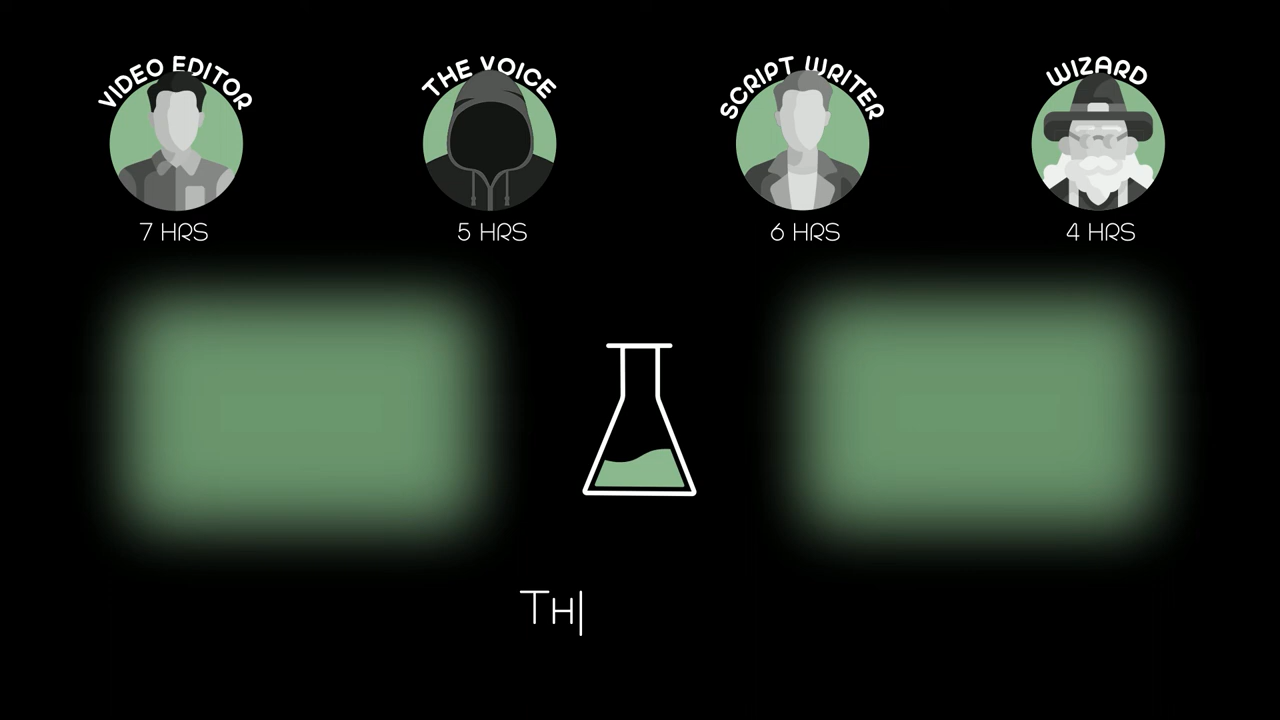 VIDEO EDITOR
THE VOICE
SCRIPT WRITER
WIZARD
7 HRS
5 HRS
6 HRS
4 HRS
TH